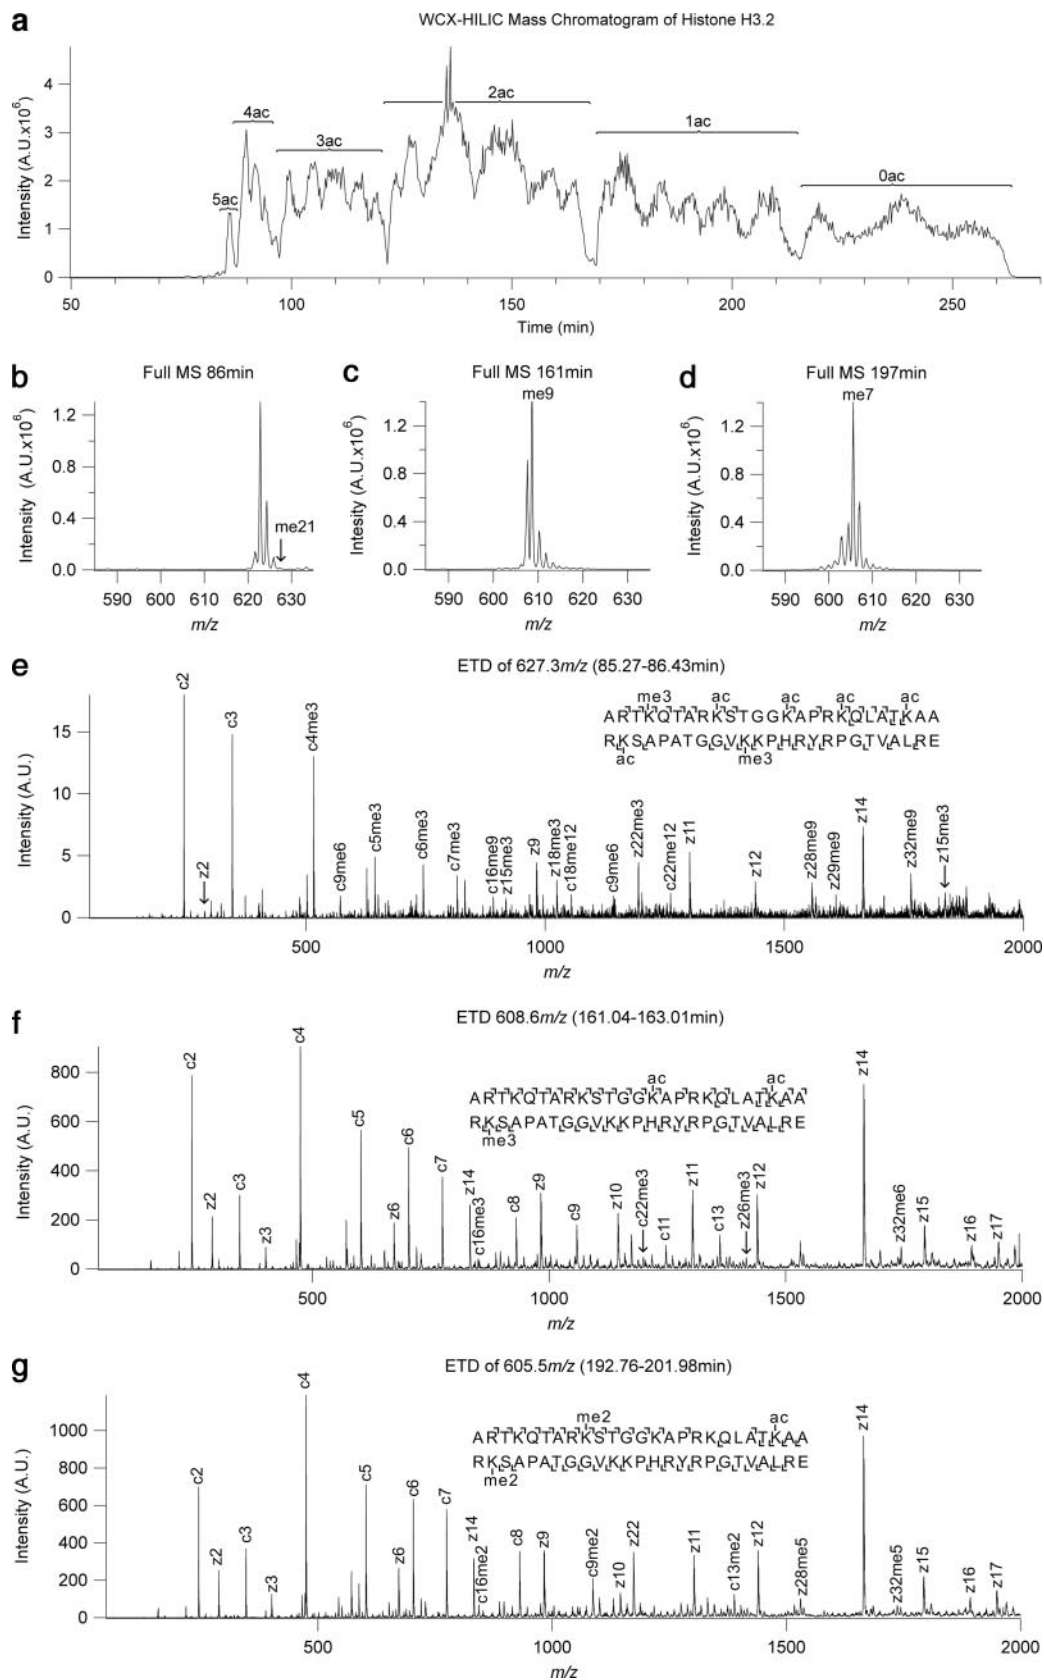 a
WCX-HILIC Mass Chromatogram of Histone H3.2
Intensity (A.U.x10⁶)
4
3
2
1
0
5ac
4ac
3ac
2ac
1ac
0ac
50
100
150
200
250
Time (min)
b
Full MS 86min
Intensity (A.U.x10⁶)
1.2
0.8
0.4
0.0
me21
590
600
610
620
630
m/z
c
Full MS 161min
me9
Intesity (A.U.x10⁶)
1.2
0.8
0.4
0.0
590
600
610
620
630
m/z
d
Full MS 197min
me7
Intesity (A.U.x10⁶)
1.2
0.8
0.4
0.0
590
600
610
620
630
m/z
e
ETD of 627.3m/z (85.27-86.43min)
Intensity (A.U.)
15
10
5
0
me3 ac ac ac ac
ARTKQTARKSTGGKAPRKQLATKAA
RKSAPATGGVKKPHRYRPGTVALRE
ac me3
c2
z2
c3
c4me3
c9me6
c5me3
c6me3
c7me3
c16me9
z15me3
z9
z18me3
c18me12
c9me6
z22me3
c22me12
z11
z12
z28me9
z29me9
z14
z32me9
z15me3
500
1000
1500
2000
m/z
f
ETD 608.6m/z (161.04-163.01min)
Intensity (A.U.)
800
600
400
200
0
ac ac
ARTKQTARKSTGGKAPRKQLATKAA
RKSAPATGGVKKPHRYRPGTVALRE
me3
c2
z2
c3
z3
c4
c5
z6
c6
c7
z14
c16me3
c8
z9
c9
z10
c22me3
c11
z11
c13
z26me3
z12
z14
z32me6
z15
z16
z17
500
1000
1500
2000
m/z
g
ETD of 605.5m/z (192.76-201.98min)
Intensity (A.U.)
1000
800
600
400
200
0
me2 ac
ARTKQTARKSTGGKAPRKQLATKAA
RKSAPATGGVKKPHRYRPGTVALRE
me2
c2
z2
c3
z3
c4
c5
z6
c6
c7
z14
c16me2
c8
z9
c9me2
z10
z22
z11
c13me2
z12
z28me5
z14
z32me5
z15
z16
z17
500
1000
1500
2000
m/z